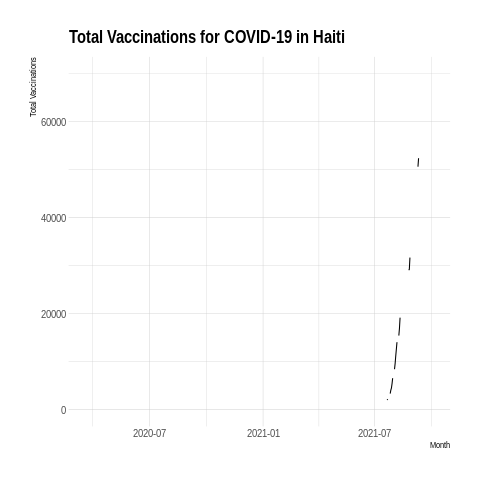 Total Vaccinations for COVID-19 in Haiti
Total Vaccinations
60000
40000
20000
0
2020-07
2021-01
2021-07
Month